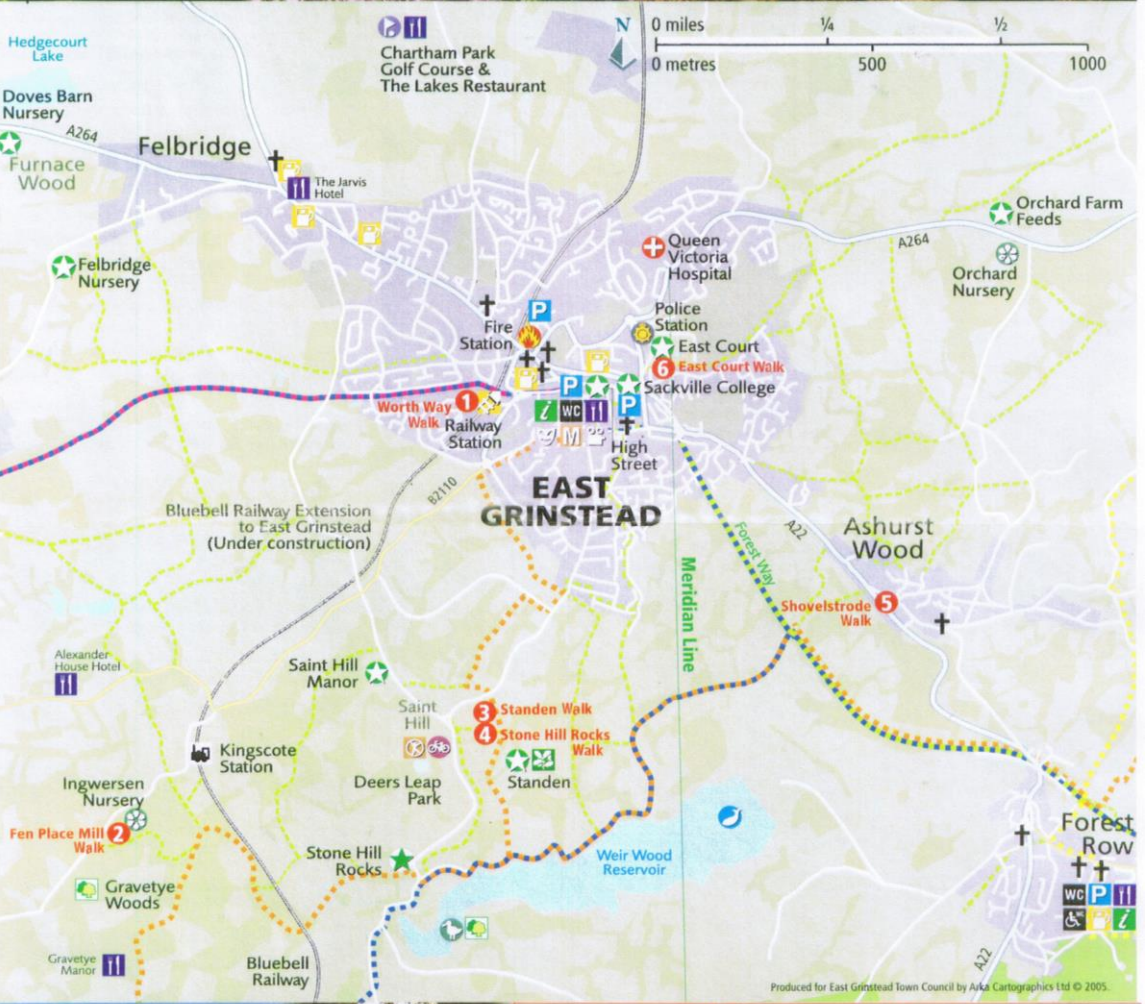 Hedgecourt
Lake
Doves Barn
Nursery
A264
Furnace
Wood
Felbridge
The Jarvis
Hotel
Felbridge
Nursery
Chartham Park
Golf Course &
The Lakes Restaurant
N
0 miles
¼
½
0 metres
500
1000
Orchard Farm
Feeds
A264
Orchard
Nursery
Queen
Victoria
Hospital
Police
Station
East Court
6 East Court Walk
Sackville College
P
Fire
Station
P
P
i
WC
M
High
Street
Worth Way 1
Walk
Railway
Station
B2110
EAST
GRINSTEAD
Bluebell Railway Extension
to East Grinstead
(Under construction)
A22
Ashurst
Wood
Forest Way
Meridian Line
Shovelstrode 5
Walk
Alexander
House Hotel
Saint Hill
Manor
Saint
Hill
3 Standen Walk
4 Stone Hill Rocks
Walk
Standen
Kingscote
Station
Deers Leap
Park
Ingwersen
Nursery
Fen Place Mill 2
Walk
Stone Hill
Rocks
Weir Wood
Reservoir
Gravetye
Woods
Gravetye
Manor
Bluebell
Railway
Forest
Row
WC
P
i
A22
Produced for East Grinstead Town Council by Arka Cartographics Ltd © 2005.